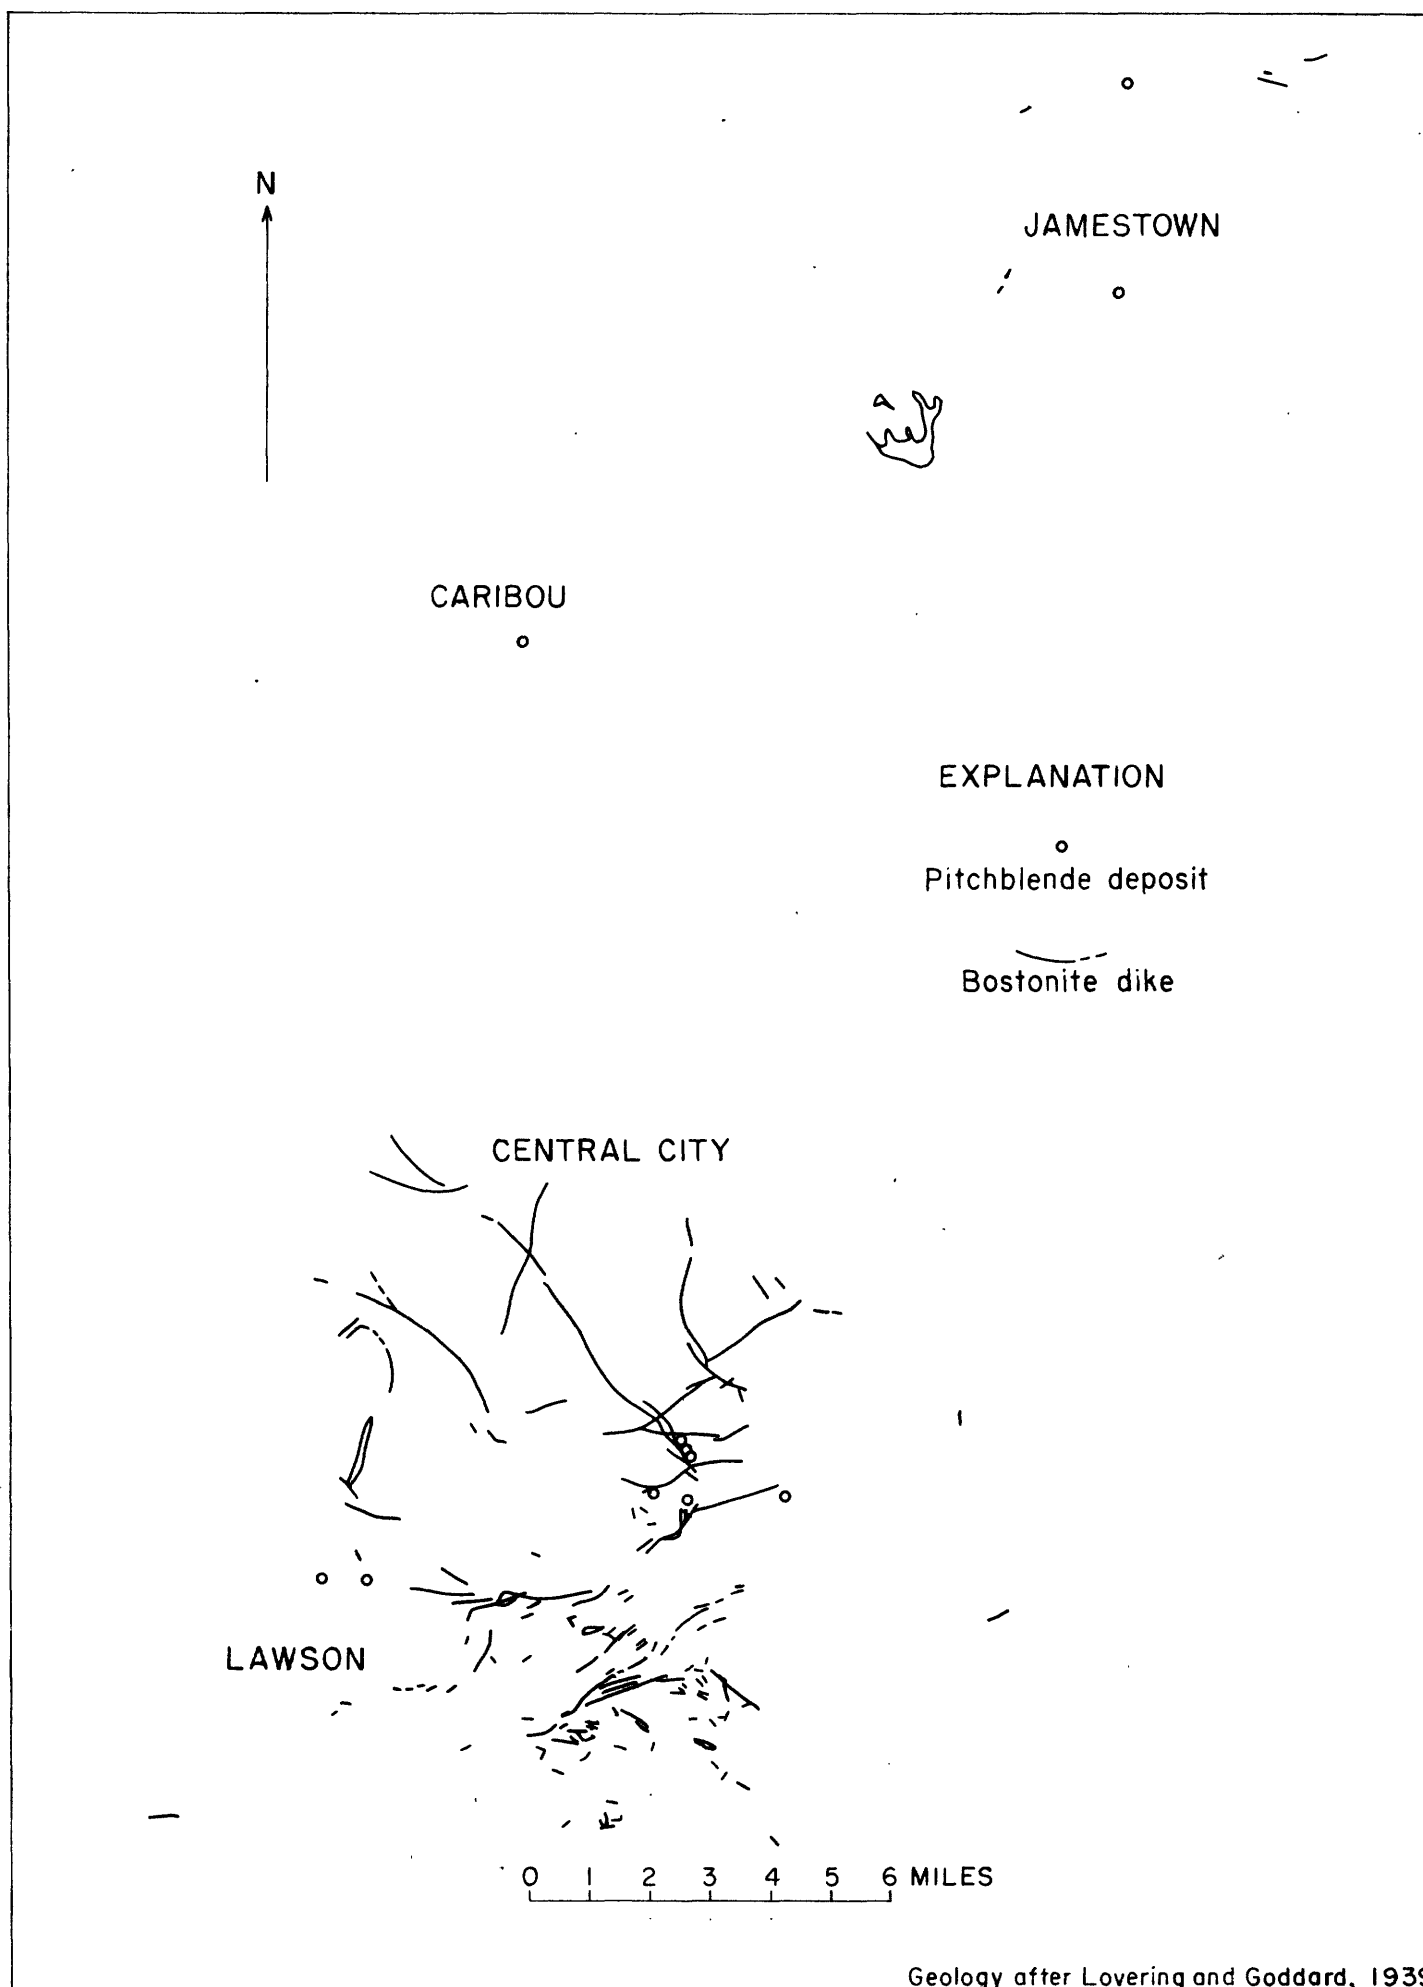 N
JAMESTOWN
CARIBOU
EXPLANATION
Pitchblende deposit
Bostonite dike
CENTRAL CITY
LAWSON
0 1 2 3 4 5 6 MILES
Geology after Lovering and Goddard, 1939